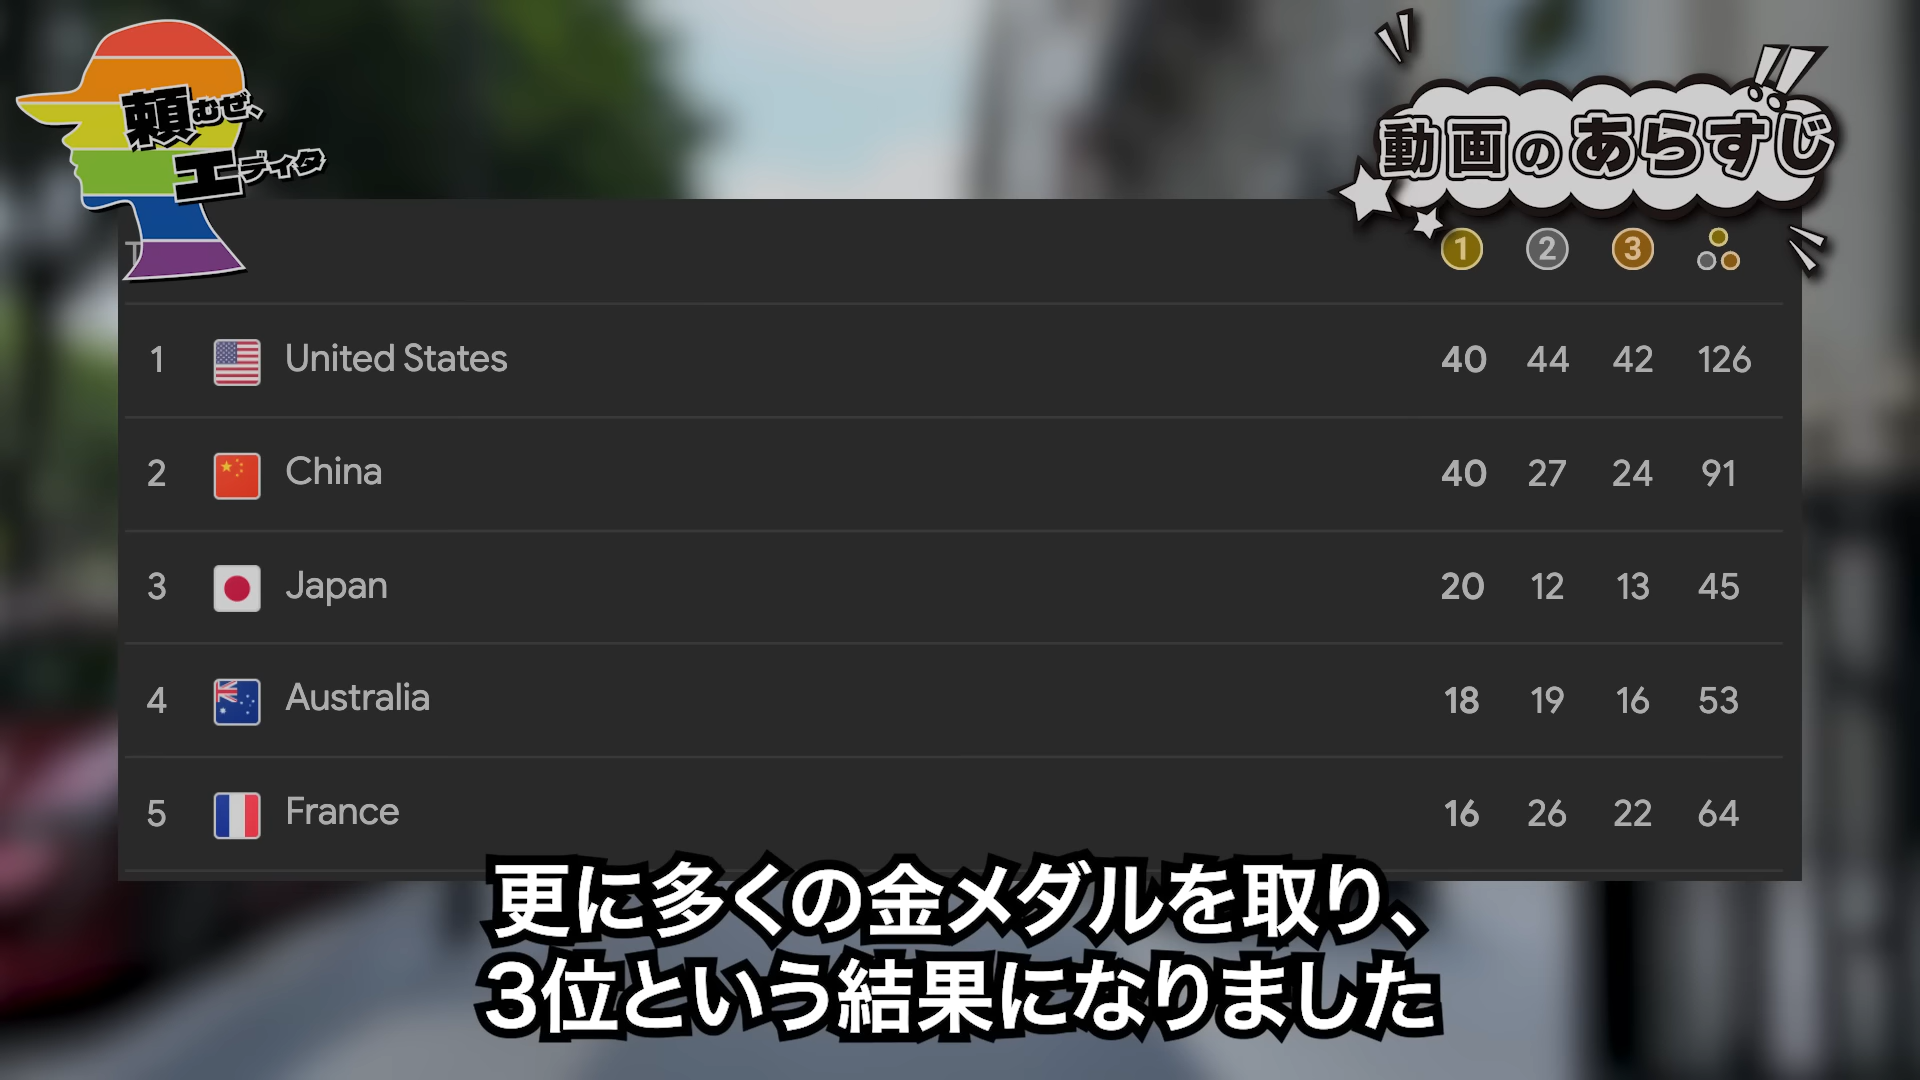 頼むぜ、
エディタ
動画のあらすじ!!
1 2 3
1 United States 40 44 42 126
2 China 40 27 24 91
3 Japan 20 12 13 45
4 Australia 18 19 16 53
5 France 16 26 22 64
更に多くの金メダルを取り、
3位という結果になりました